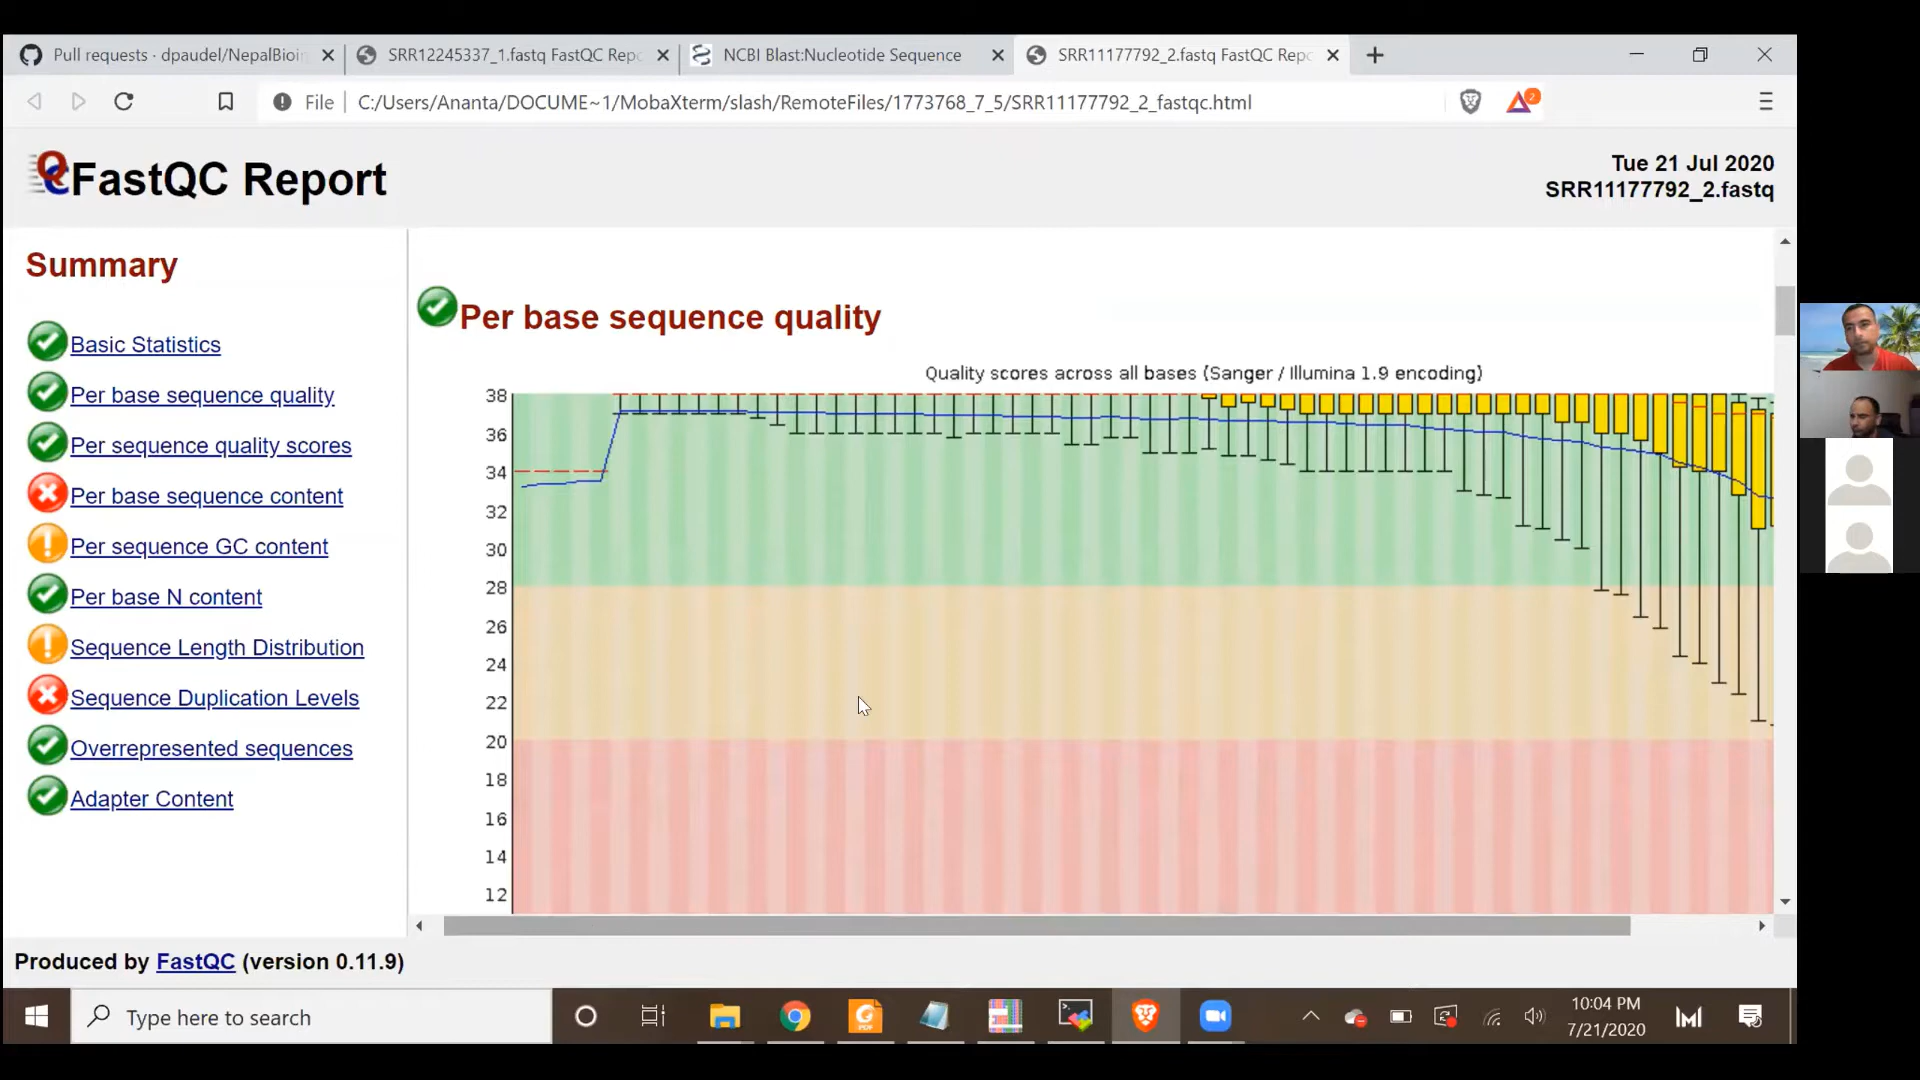 Pull requests · dpaudel/NepalBioin
SRR12245337_1.fastq FastQC Repo
NCBI Blast:Nucleotide Sequence
SRR11177792_2.fastq FastQC Repo
File
C:/Users/Ananta/DOCUME~1/MobaXterm/slash/RemoteFiles/1773768_7_5/SRR11177792_2_fastqc.html
2
FastQC Report
Tue 21 Jul 2020
SRR11177792_2.fastq
Summary
Basic Statistics
Per base sequence quality
Per sequence quality scores
Per base sequence content
Per sequence GC content
Per base N content
Sequence Length Distribution
Sequence Duplication Levels
Overrepresented sequences
Adapter Content
Per base sequence quality
Quality scores across all bases (Sanger / Illumina 1.9 encoding)
38
36
34
32
30
28
26
24
22
20
18
16
14
12
Produced by FastQC (version 0.11.9)
Type here to search
PDF
10:04 PM
7/21/2020